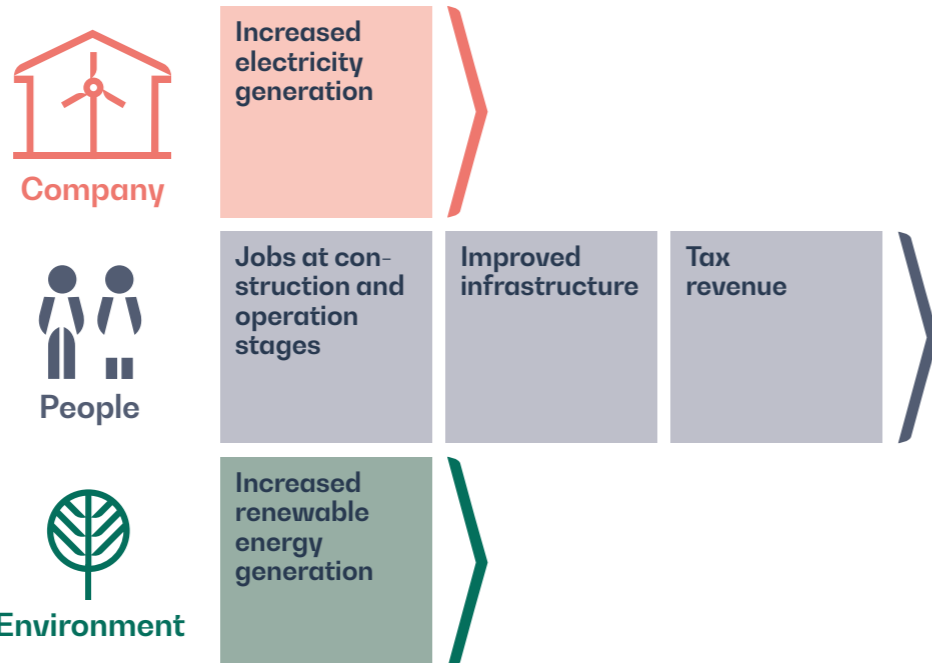 Increased
electricity
generation
Company
Jobs at con-
struction and
operation
stages
Improved
infrastructure
Tax
revenue
People
Increased
renewable
energy
generation
Environment